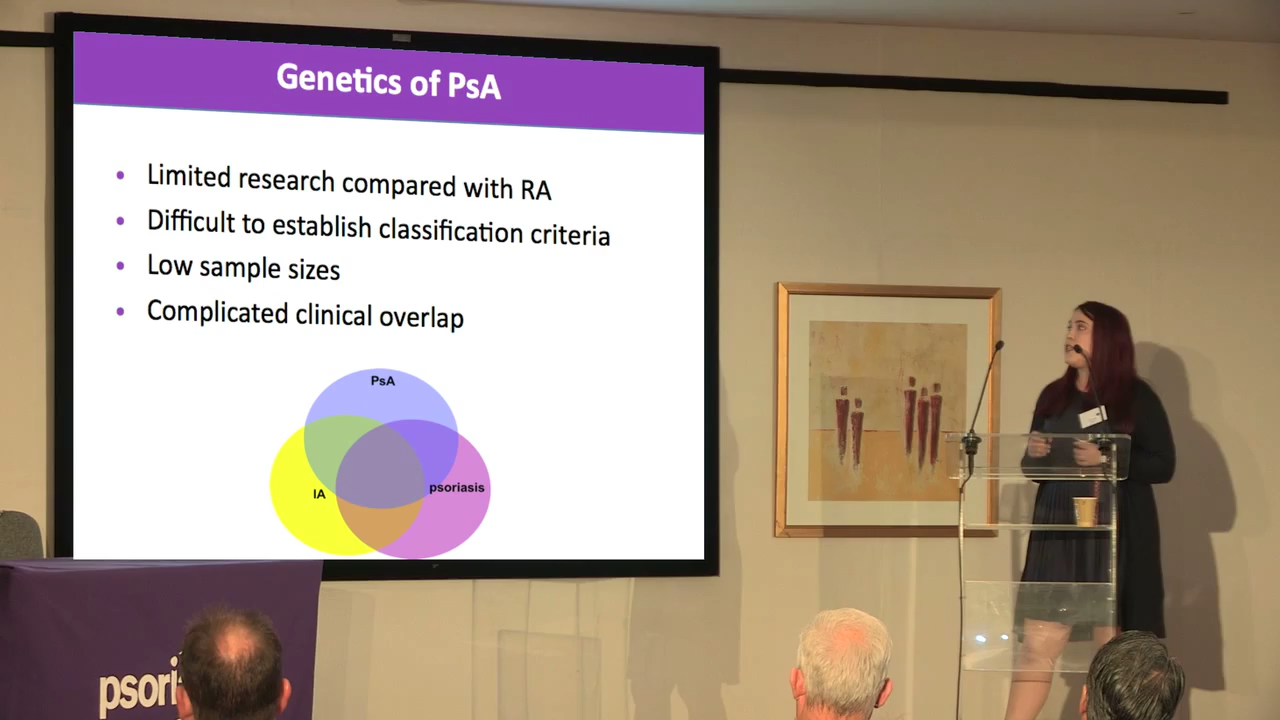 Genetics of PsA
• Limited research compared with RA
• Difficult to establish classification criteria
• Low sample sizes
• Complicated clinical overlap
PsA
IA
psoriasis
psori